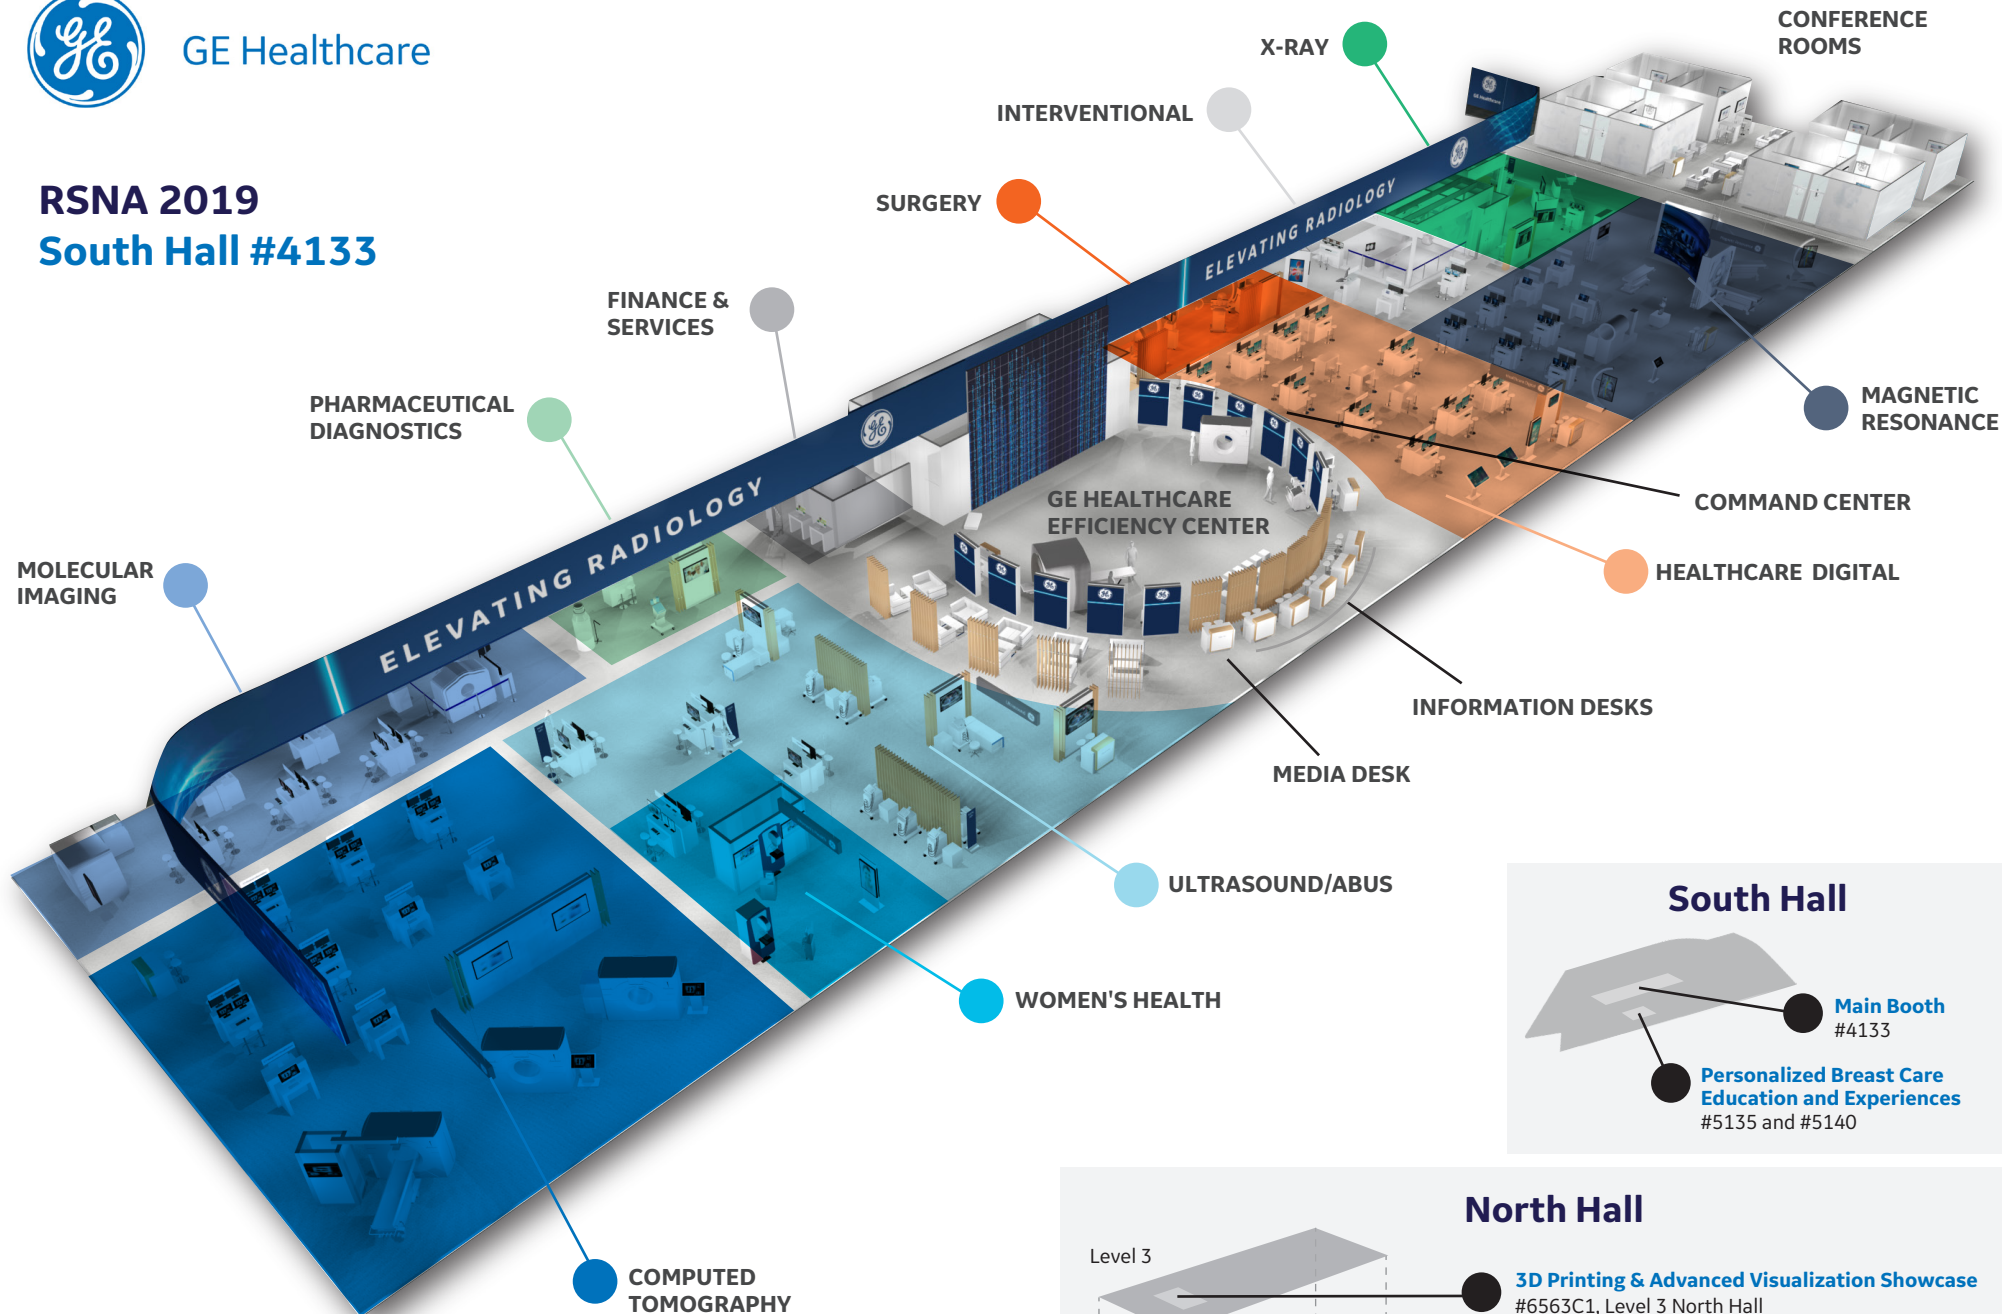 GE Healthcare
RSNA 2019
South Hall #4133
CONFERENCE
ROOMS
X-RAY
INTERVENTIONAL
SURGERY
FINANCE &
SERVICES
PHARMACEUTICAL
DIAGNOSTICS
MOLECULAR
IMAGING
GE Healthcare
ELEVATING RADIOLOGY
ELEVATING RADIOLOGY
MAGNETIC
RESONANCE
GE HEALTHCARE
EFFICIENCY CENTER
COMMAND CENTER
HEALTHCARE DIGITAL
INFORMATION DESKS
MEDIA DESK
ULTRASOUND/ABUS
WOMEN'S HEALTH
COMPUTED
TOMOGRAPHY
South Hall
Main Booth
#4133
Personalized Breast Care
Education and Experiences
#5135 and #5140
North Hall
Level 3
3D Printing & Advanced Visualization Showcase
#6563C1, Level 3 North Hall